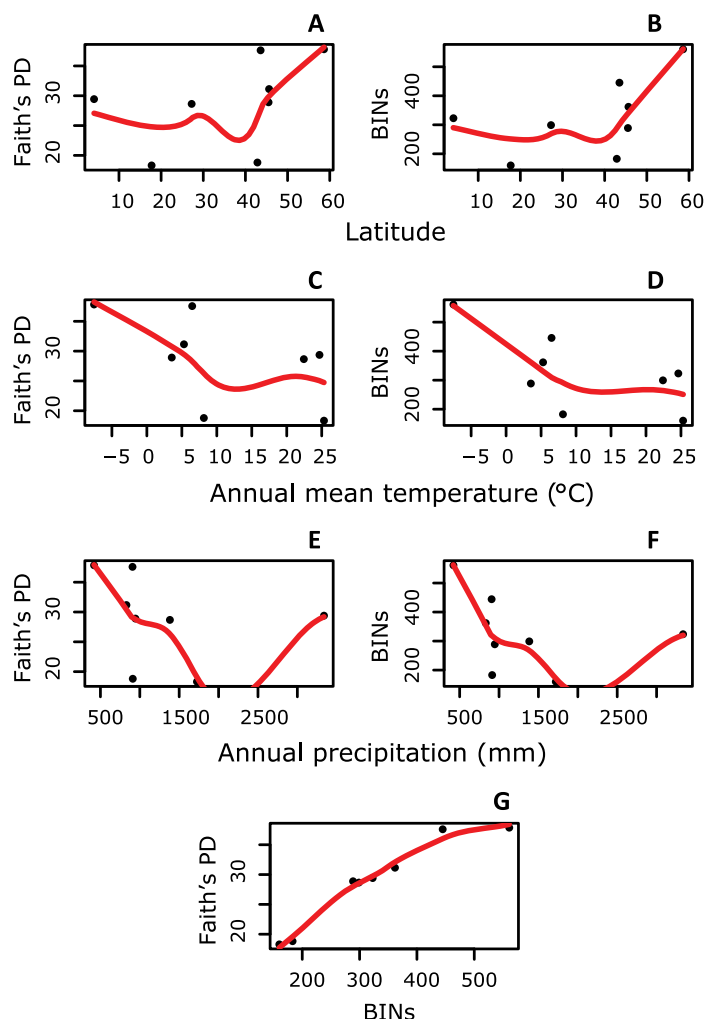 A B
Faith's PD 20 30
BINs 200 400
10 20 30 40 50 60
10 20 30 40 50 60
Latitude
C D
Faith's PD 20 30
BINs 200 400
−5 0 5 10 15 20 25
−5 0 5 10 15 20 25
Annual mean temperature (°C)
E F
Faith's PD 20 30
BINs 200 400
500 1500 2500
500 1500 2500
Annual precipitation (mm)
G
Faith's PD 20 30
200 300 400 500
BINs